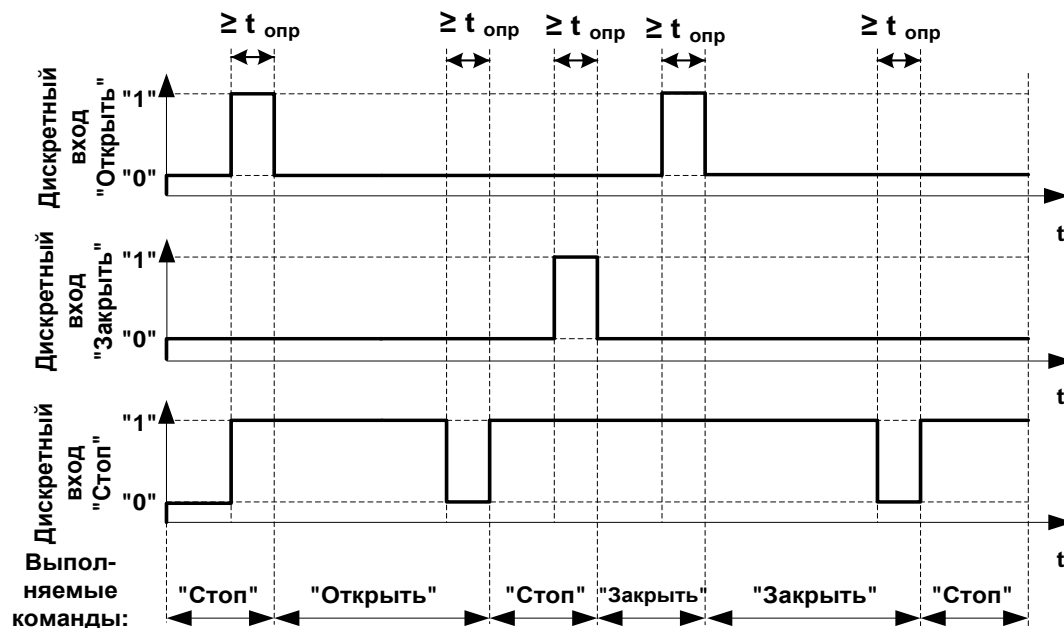 ≥ t опр ≥ t опр ≥ t опр ≥ t опр ≥ t опр
Дискретный
вход
"Открыть"
"1"
"0"
t
Дискретный
вход
"Закрыть"
"1"
"0"
t
Дискретный
вход
"Стоп"
"1"
"0"
t
Выпол-
няемые
команды:
"Стоп" "Открыть" "Стоп" "Закрыть" "Закрыть" "Стоп"